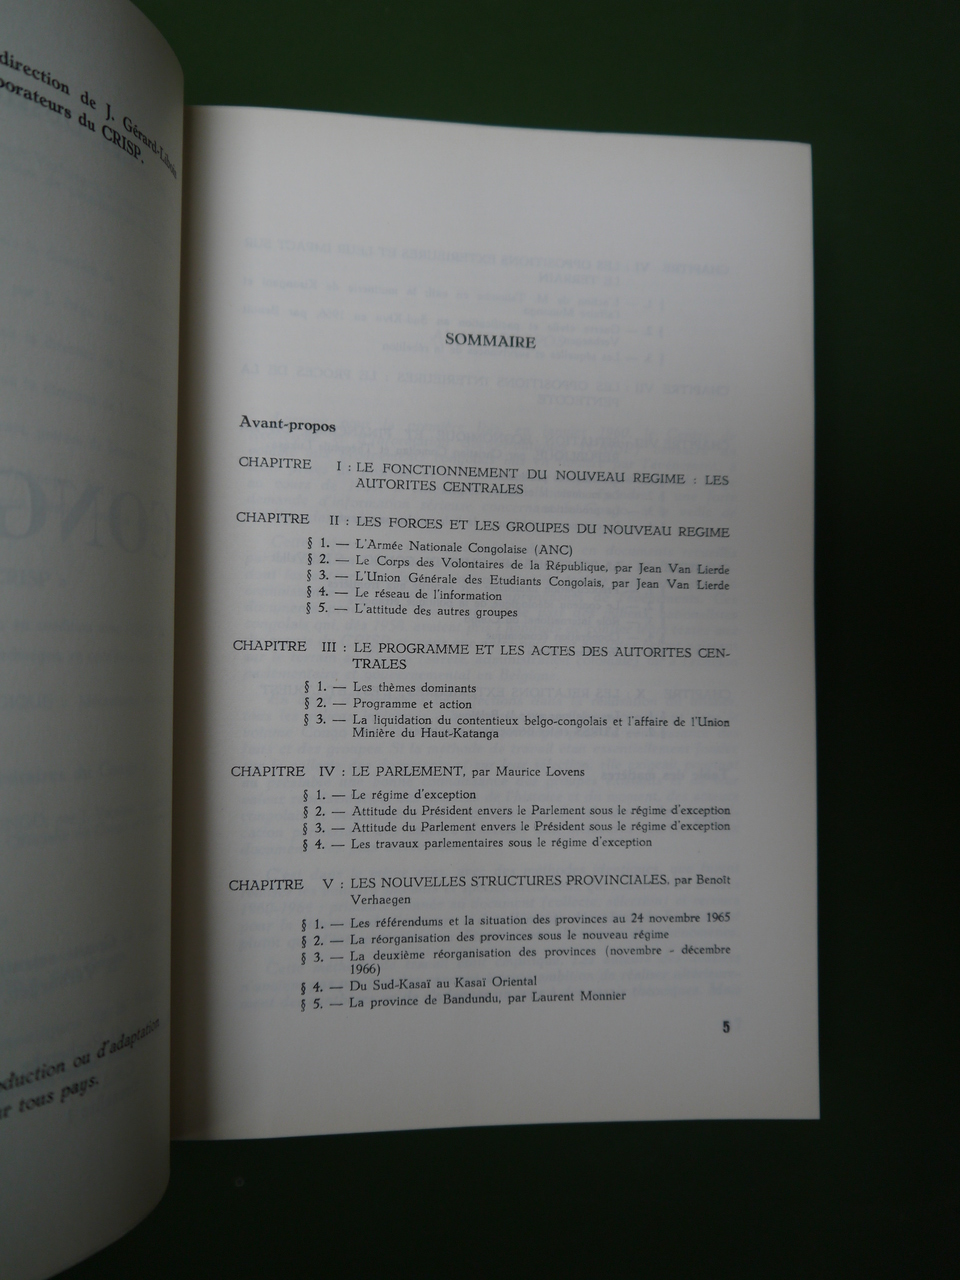 direction de J. Gérard-Libois
borateurs du CRISP.
SOMMAIRE
Avant-propos
CHAPITRE I : LE FONCTIONNEMENT DU NOUVEAU REGIME : LES
AUTORITES CENTRALES
CHAPITRE II : LES FORCES ET LES GROUPES DU NOUVEAU REGIME
§ 1. — L'Armée Nationale Congolaise (ANC)
§ 2. — Le Corps des Volontaires de la République, par Jean Van Lierde
§ 3. — L'Union Générale des Etudiants Congolais, par Jean Van Lierde
§ 4. — Le réseau de l'information
§ 5. — L'attitude des autres groupes
CHAPITRE III : LE PROGRAMME ET LES ACTES DES AUTORITES CEN-
TRALES
§ 1. — Les thèmes dominants
§ 2. — Programme et action
§ 3. — La liquidation du contentieux belgo-congolais et l'affaire de l'Union
Minière du Haut-Katanga
CHAPITRE IV : LE PARLEMENT, par Maurice Lovens
§ 1. — Le régime d'exception
§ 2. — Attitude du Président envers le Parlement sous le régime d'exception
§ 3. — Attitude du Parlement envers le Président sous le régime d'exception
§ 4. — Les travaux parlementaires sous le régime d'exception
CHAPITRE V : LES NOUVELLES STRUCTURES PROVINCIALES, par Benoît
Verhaegen
§ 1. — Les référendums et la situation des provinces au 24 novembre 1965
§ 2. — La réorganisation des provinces sous le nouveau régime
§ 3. — La deuxième réorganisation des provinces (novembre - décembre
1966)
§ 4. — Du Sud-Kasaï au Kasaï Oriental
§ 5. — La province de Bandundu, par Laurent Monnier
5
oduction ou d'adaptation
ur tous pays.